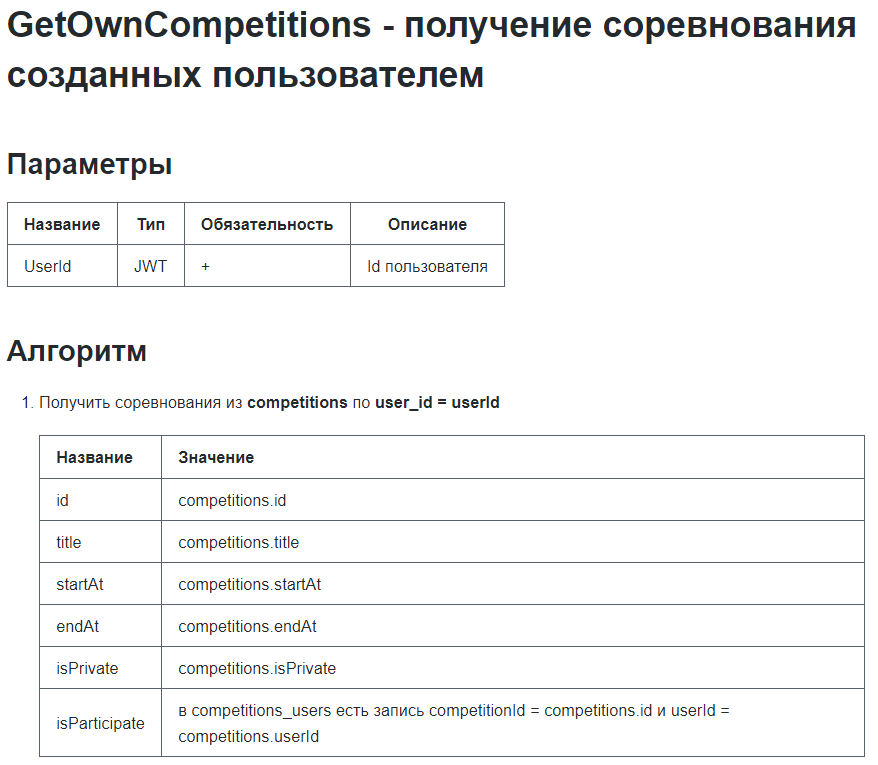 GetOwnCompetitions - получение соревнования
созданных пользователем
Параметры
Название Тип Обязательность Описание
UserId JWT + Id пользователя
Алгоритм
1. Получить соревнования из competitions по user_id = userId
Название Значение
id competitions.id
title competitions.title
startAt competitions.startAt
endAt competitions.endAt
isPrivate competitions.isPrivate
isParticipate в competitions_users есть запись competitionId = competitions.id и userId =
competitions.userId